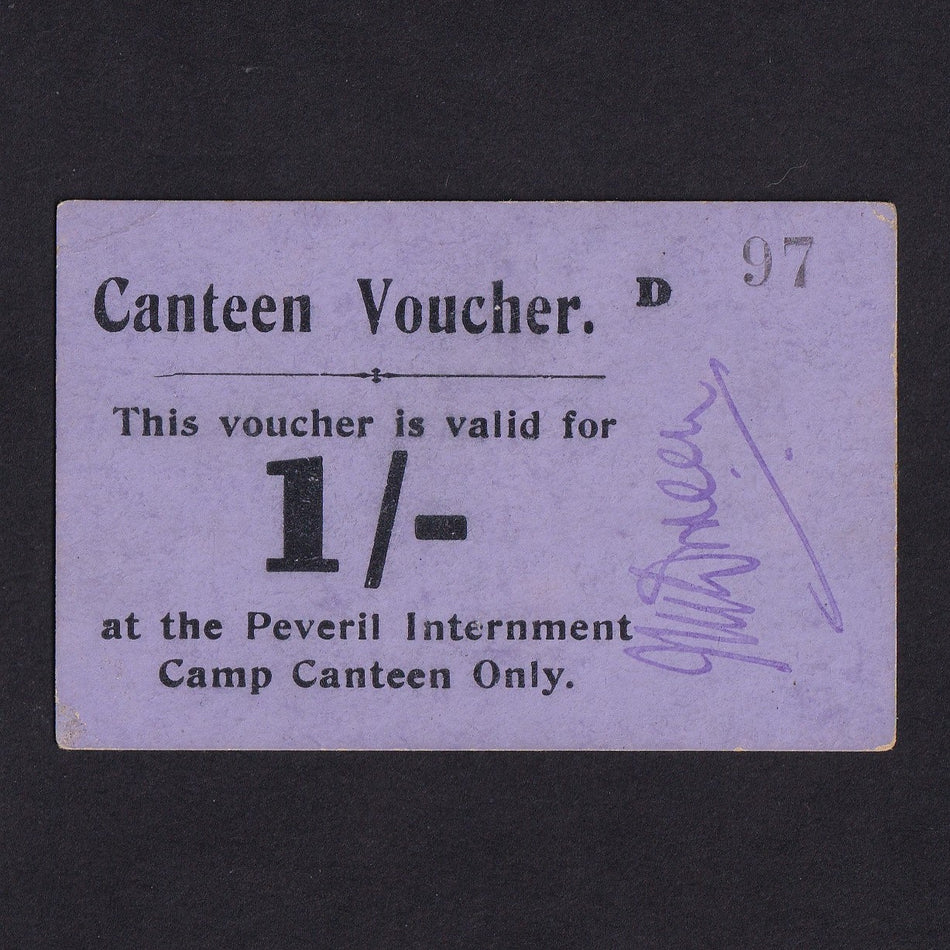 Canteen Voucher. D 97
This voucher is valid for
1/-
at the Peveril Internment
Camp Canteen Only.